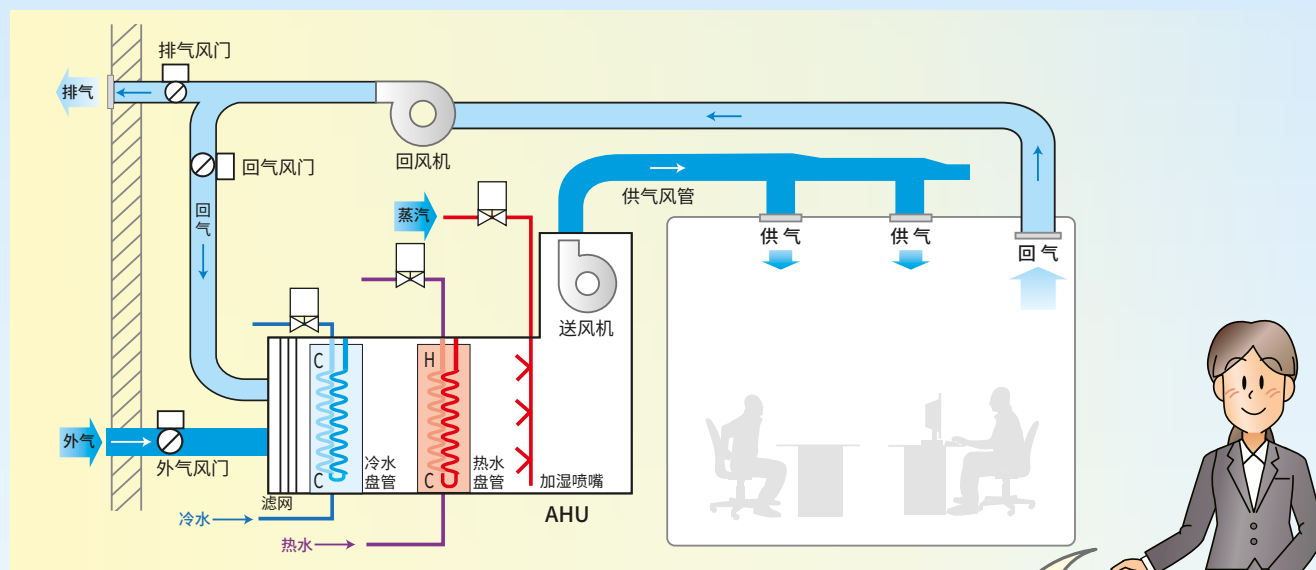 排气风门
排气
回风机
回气风门
供气风管
回
气
蒸汽
供 气
供 气
回 气
送风机
C
H
外气
冷水
盘管
热水
盘管
C
C
加湿喷嘴
外气风门
滤网
AHU
冷水
热水